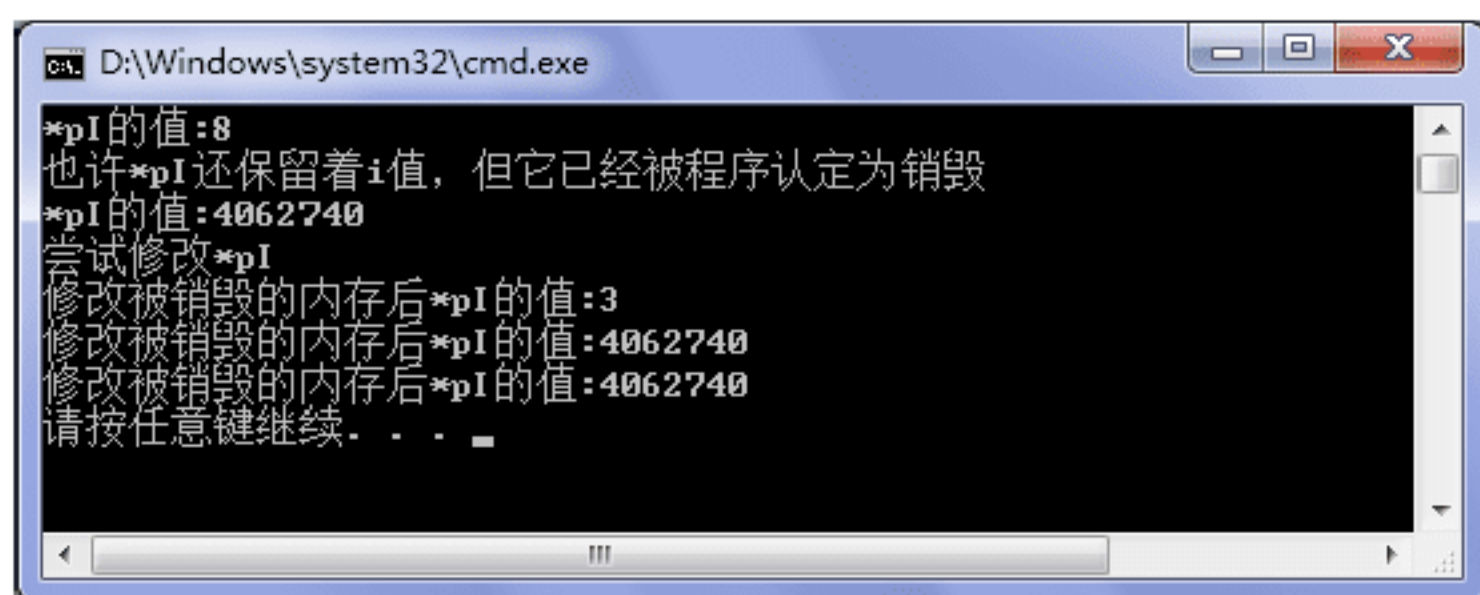 D:\Windows\system32\cmd.exe
*pI的值:8
也许*pI还保留着i值，但它已经被程序认定为销毁
*pI的值:4062740
尝试修改*pI
修改被销毁的内存后*pI的值:3
修改被销毁的内存后*pI的值:4062740
修改被销毁的内存后*pI的值:4062740
请按任意键继续. . .